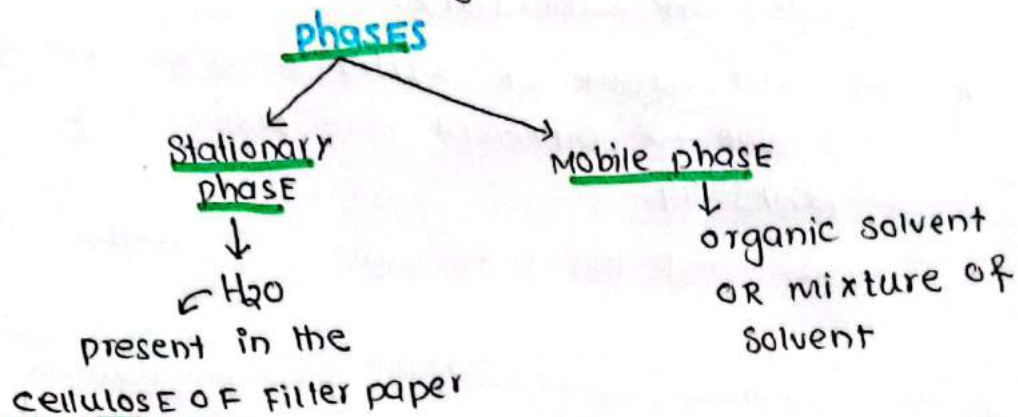 phasES
Stationary
phasE
H2O
present in the
cellulosE OF Filter paper
Mobile phasE
organic solvent
OR mixture of
Solvent